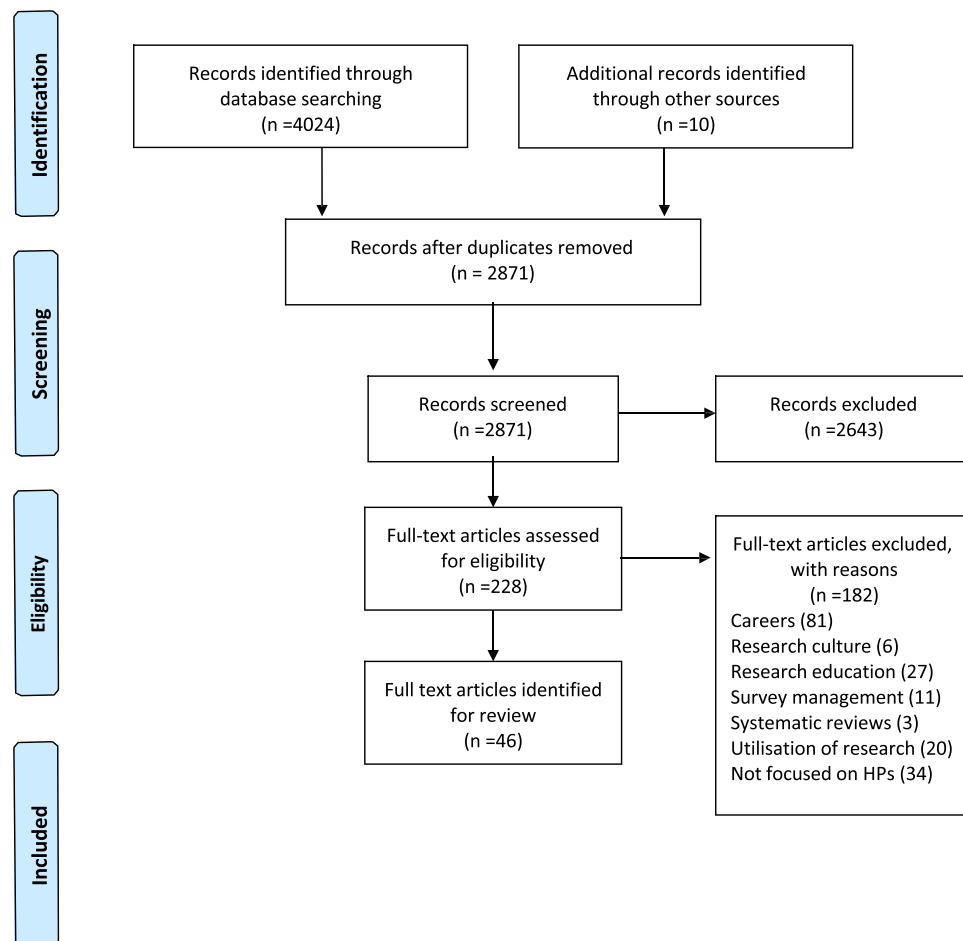 Identification
Records identified through
database searching
(n =4024)
Additional records identified
through other sources
(n =10)
Records after duplicates removed
(n = 2871)
Screening
Records screened
(n =2871)
Records excluded
(n =2643)
Eligibility
Full-text articles assessed
for eligibility
(n =228)
Full-text articles excluded,
with reasons
(n =182)
Careers (81)
Research culture (6)
Research education (27)
Survey management (11)
Systematic reviews (3)
Utilisation of research (20)
Not focused on HPs (34)
Full text articles identified
for review
(n =46)
Included